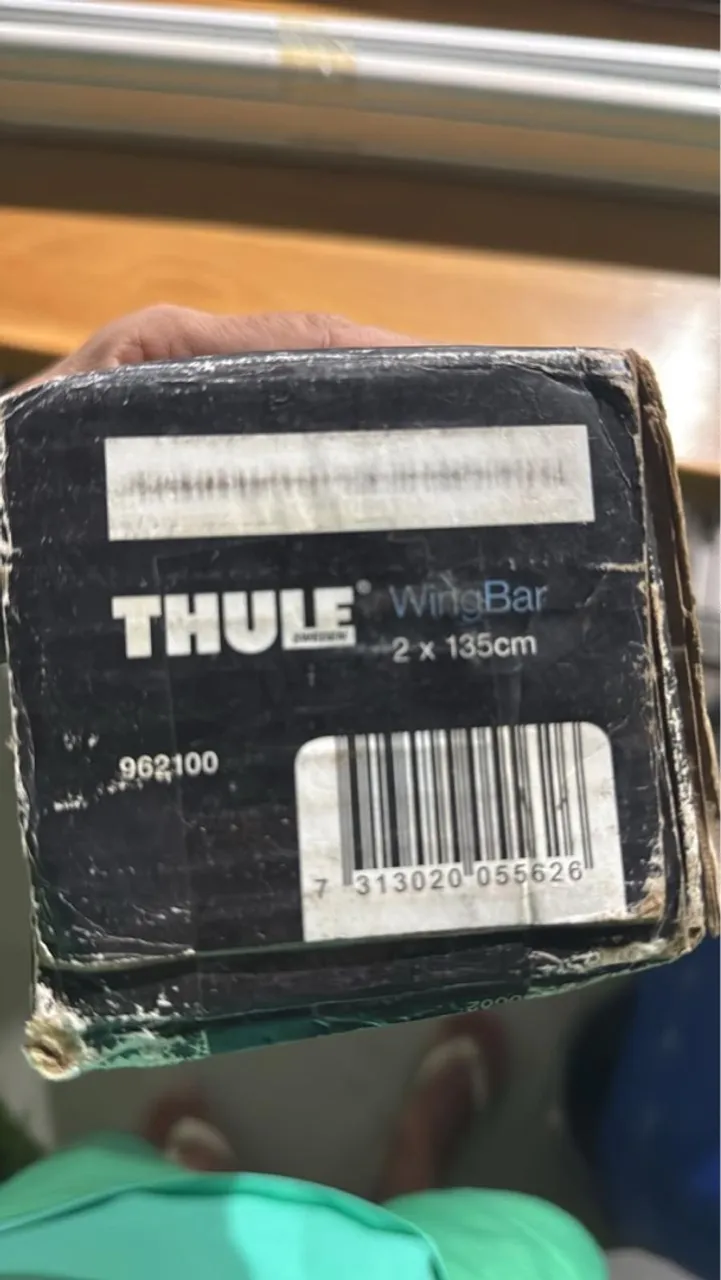 THULE® WingBar
SWEDEN
2 x 135cm
962100
7 313020 055626